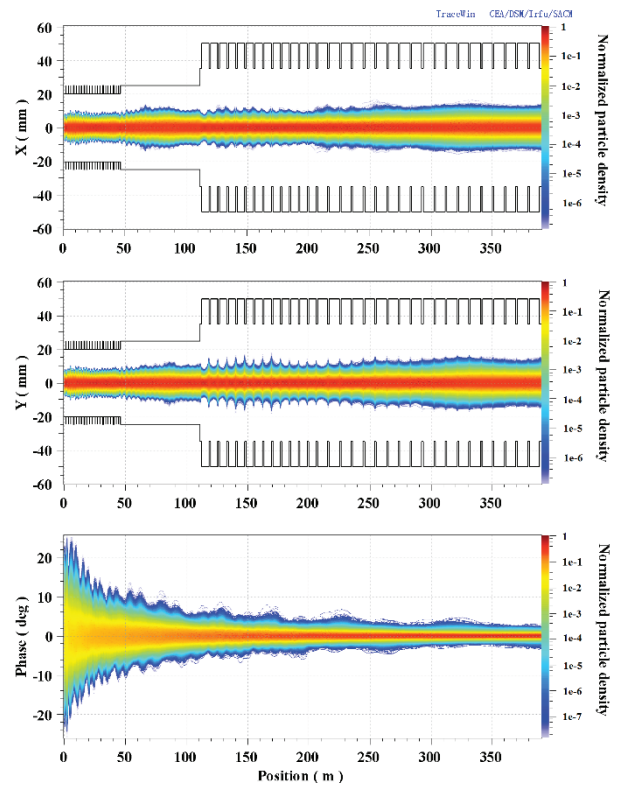 TraceWin CEA/DSM/Irfu/SACM
X ( mm )
60
40
20
0
-20
-40
-60
0 50 100 150 200 250 300 350
1
1e-1
1e-2
1e-3
1e-4
1e-5
1e-6
Normalized particle density
Y ( mm )
60
40
20
0
-20
-40
-60
0 50 100 150 200 250 300 350
1
1e-1
1e-2
1e-3
1e-4
1e-5
1e-6
Normalized particle density
Phase ( deg )
20
10
0
-10
-20
0 50 100 150 200 250 300 350
Position ( m )
1
1e-1
1e-2
1e-3
1e-4
1e-5
1e-6
1e-7
Normalized particle density